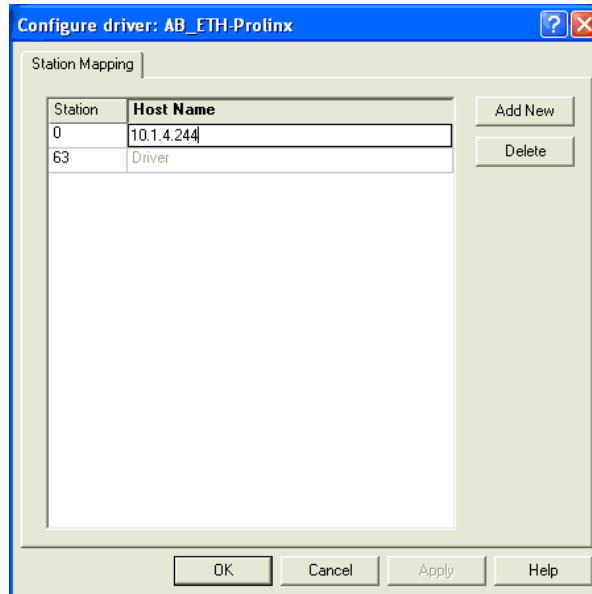 Configure driver: AB_ETH-Prolinx
Station Mapping
Station Host Name
0 10.1.4.244
63 Driver
Add New
Delete
OK Cancel Apply Help